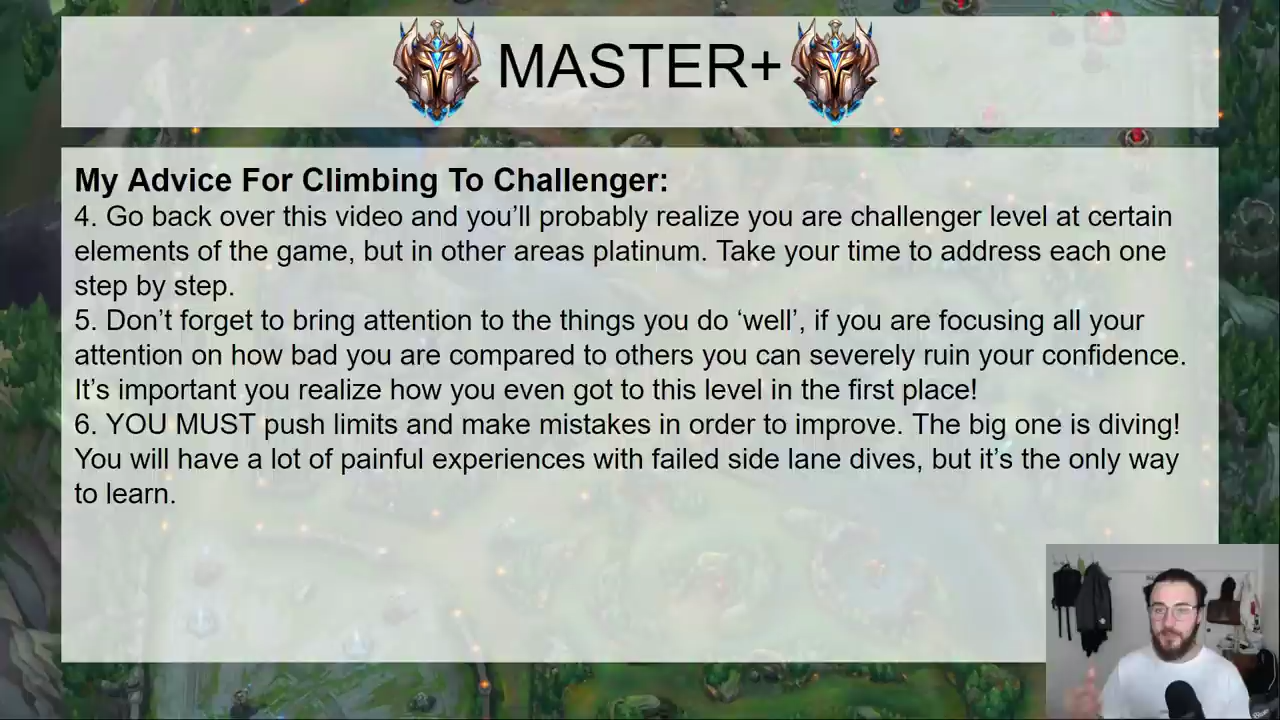 MASTER+
My Advice For Climbing To Challenger:
4. Go back over this video and you’ll probably realize you are challenger level at certain
elements of the game, but in other areas platinum. Take your time to address each one
step by step.
5. Don’t forget to bring attention to the things you do ‘well’, if you are focusing all your
attention on how bad you are compared to others you can severely ruin your confidence.
It’s important you realize how you even got to this level in the first place!
6. YOU MUST push limits and make mistakes in order to improve. The big one is diving!
You will have a lot of painful experiences with failed side lane dives, but it’s the only way
to learn.